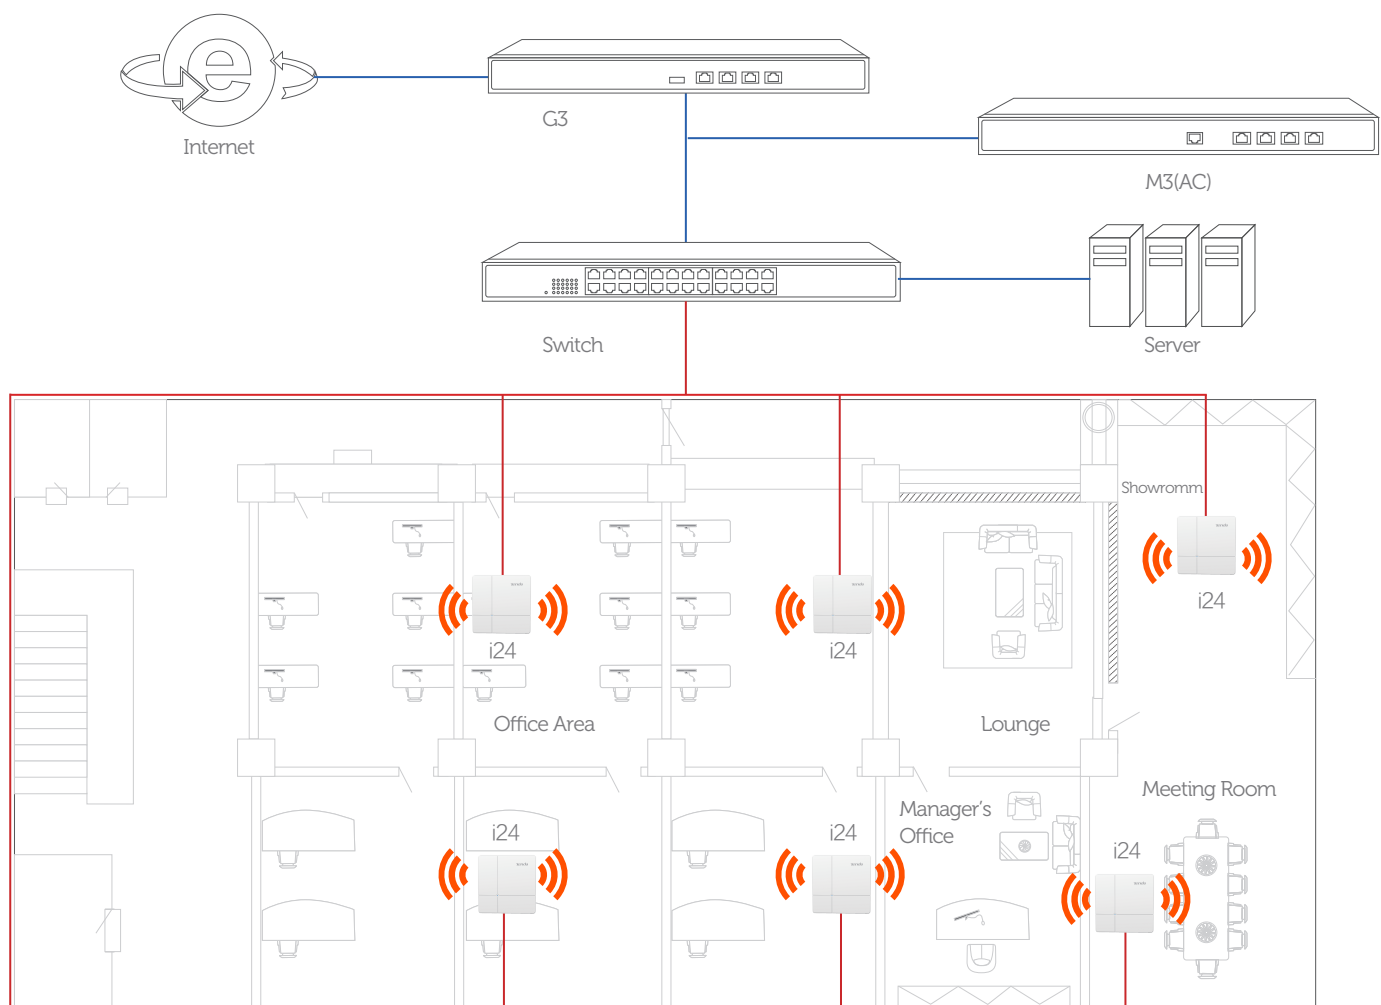 Internet
G3
M3(AC)
Switch
Server
Showromm
i24
i24
i24
Office Area
Lounge
Meeting Room
Manager's
Office
i24
i24
i24